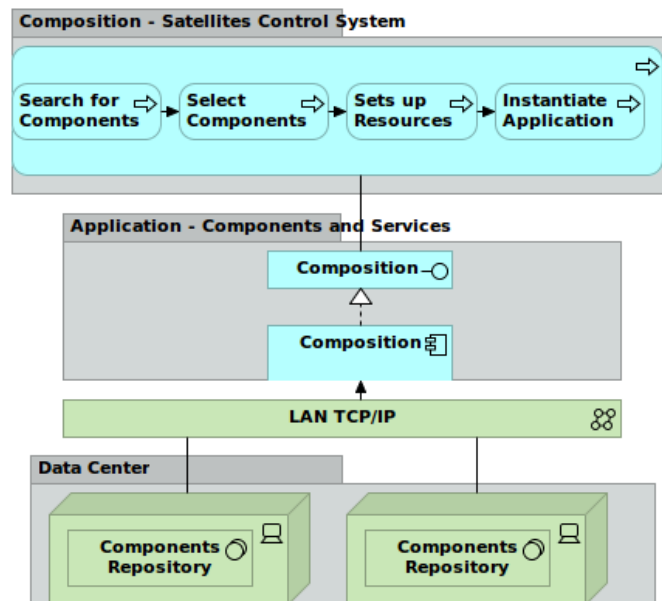 Composition - Satellites Control System
Search for
Components
Select
Components
Sets up
Resources
Instantiate
Application
Application - Components and Services
Composition
Composition
LAN TCP/IP
Data Center
Components
Repository
Components
Repository